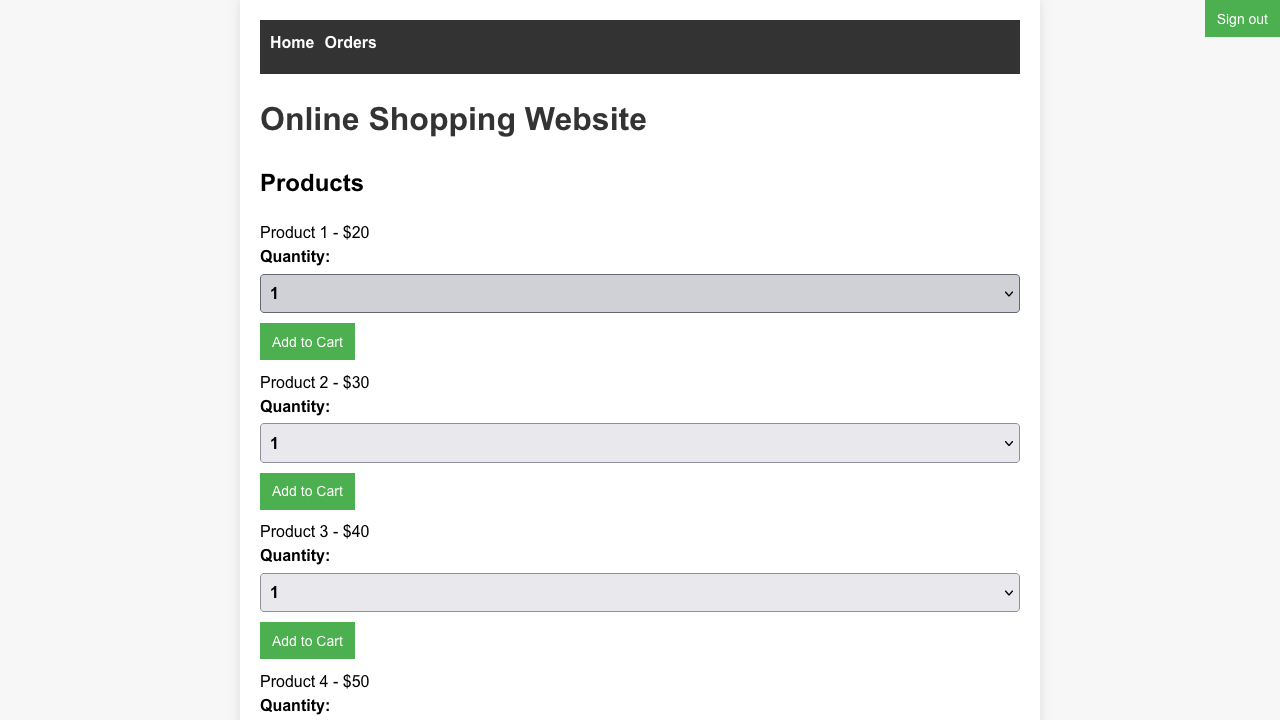 Sign out
Home Orders
Online Shopping Website
Products
Product 1 - $20
Quantity:
1
Add to Cart
Product 2 - $30
Quantity:
1
Add to Cart
Product 3 - $40
Quantity:
1
Add to Cart
Product 4 - $50
Quantity: